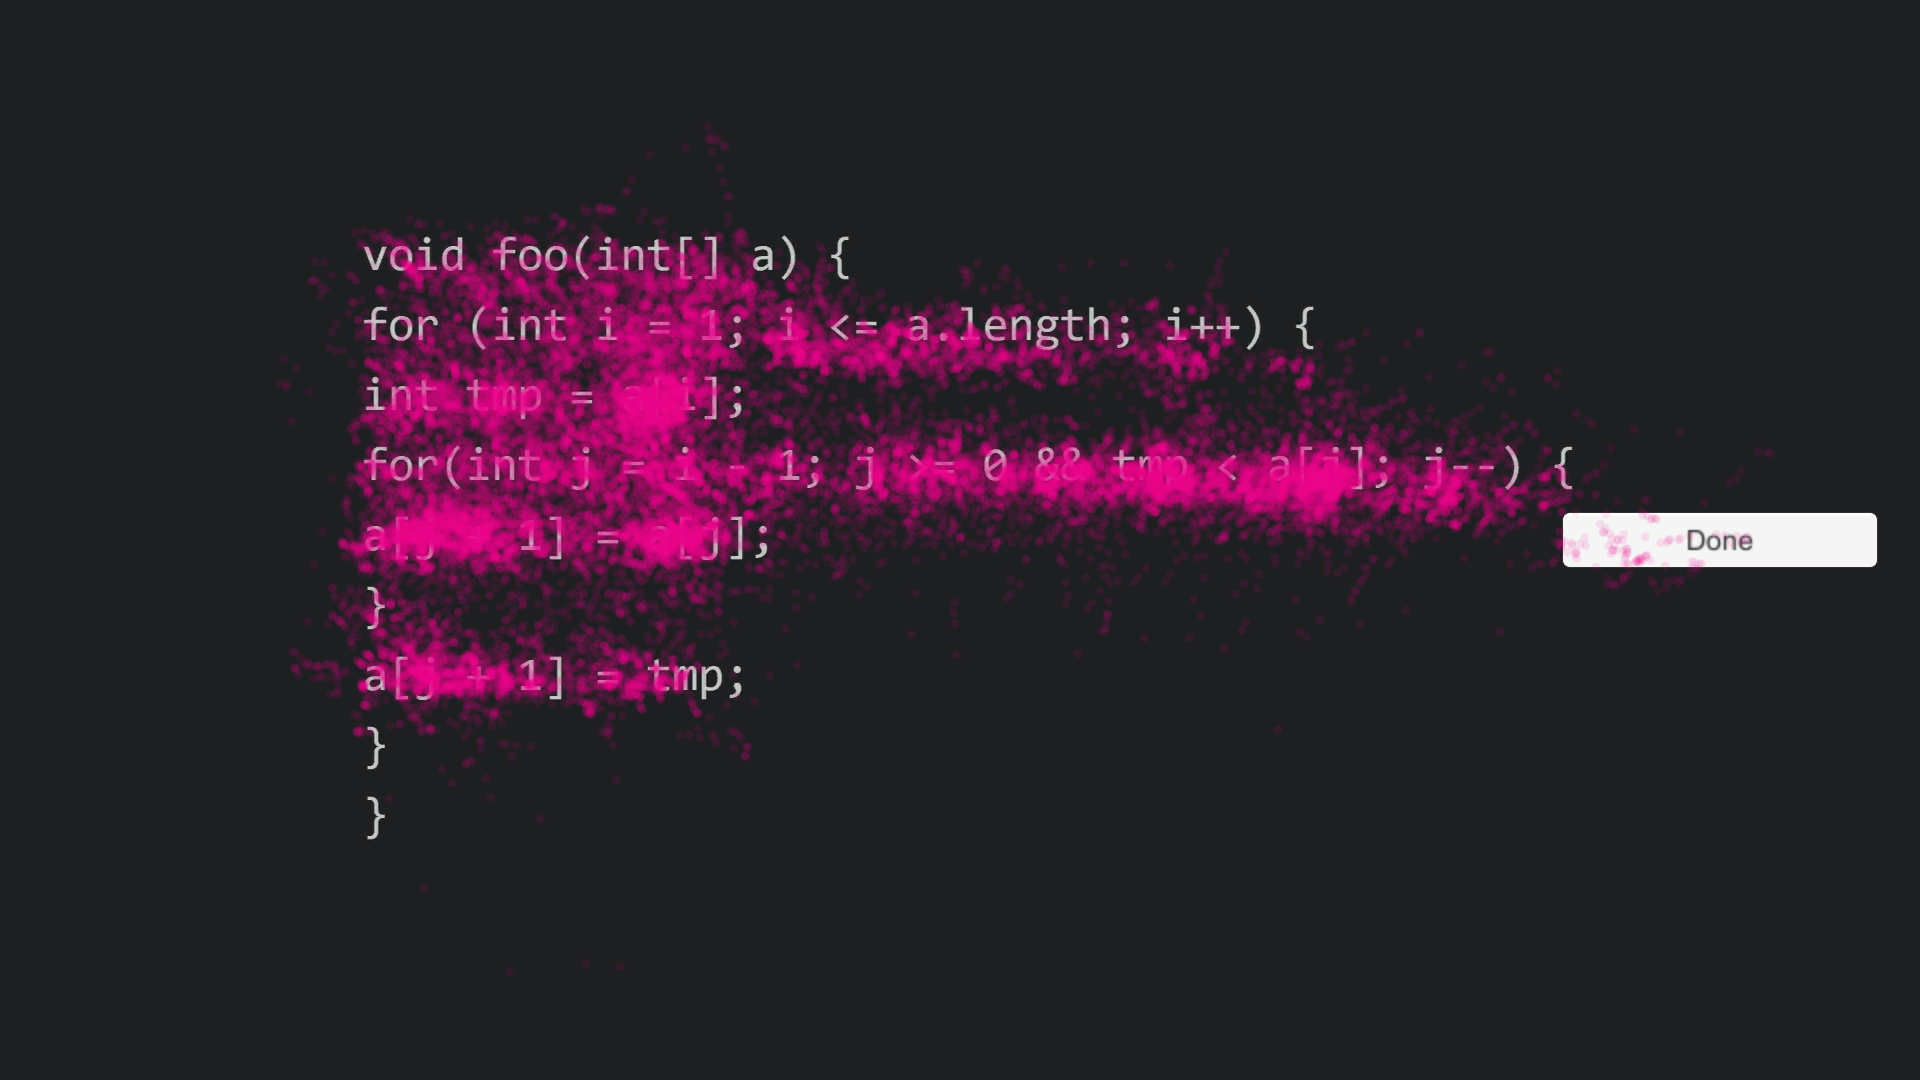 void foo(int[] a) {
for (int i = 1; i <= a.length; i++) {
int tmp = a[i];
for(int j = i - 1; j >= 0 && tmp < a[j]; j--) {
a[j + 1] = a[j];
}
a[j + 1] = tmp;
}
}
Done